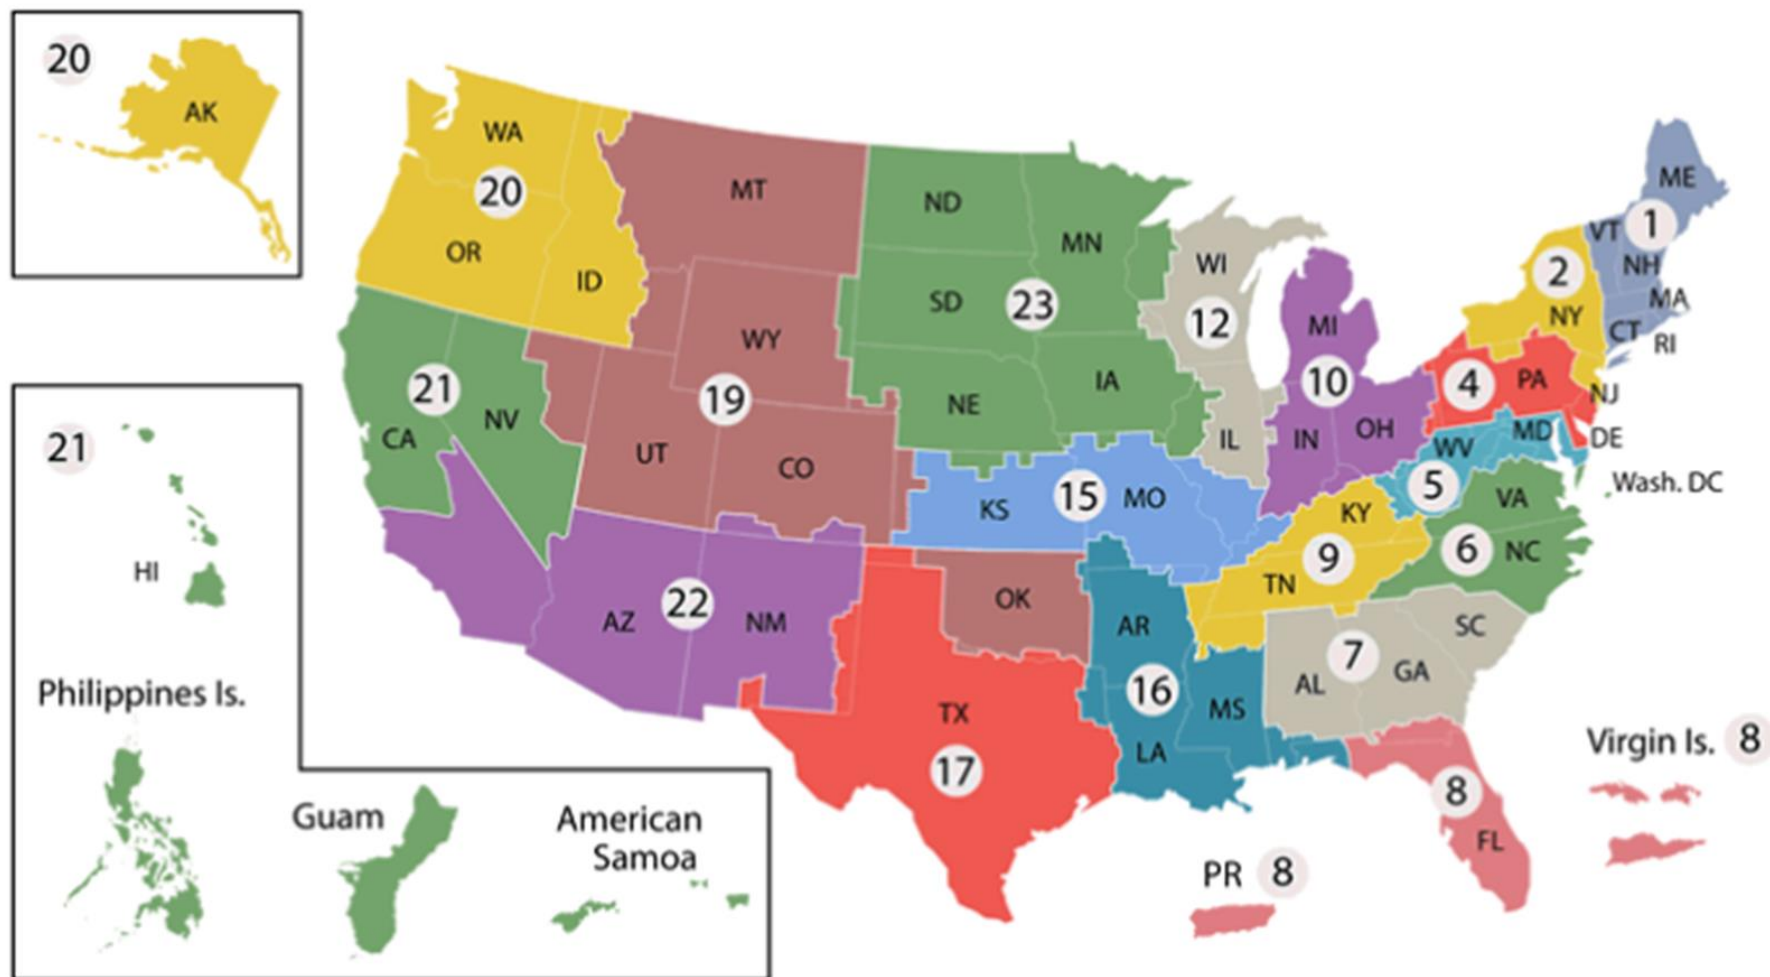 20
AK
WA
20
OR
ID
MT
ND
MN
SD
23
WI
12
MI
10
ME
VT
1
NH
2
NY
MA
CT
RI
4
PA
NJ
DE
MD
WV
Wash. DC
5
VA
6
NC
WY
19
NE
IA
IL
IN
OH
21
NV
CA
UT
CO
KS
15
MO
KY
9
TN
21
HI
AZ
22
NM
OK
AR
16
MS
LA
SC
7
AL
GA
TX
17
8
FL
Virgin Is. 8
PR 8
Philippines Is.
Guam
American
Samoa